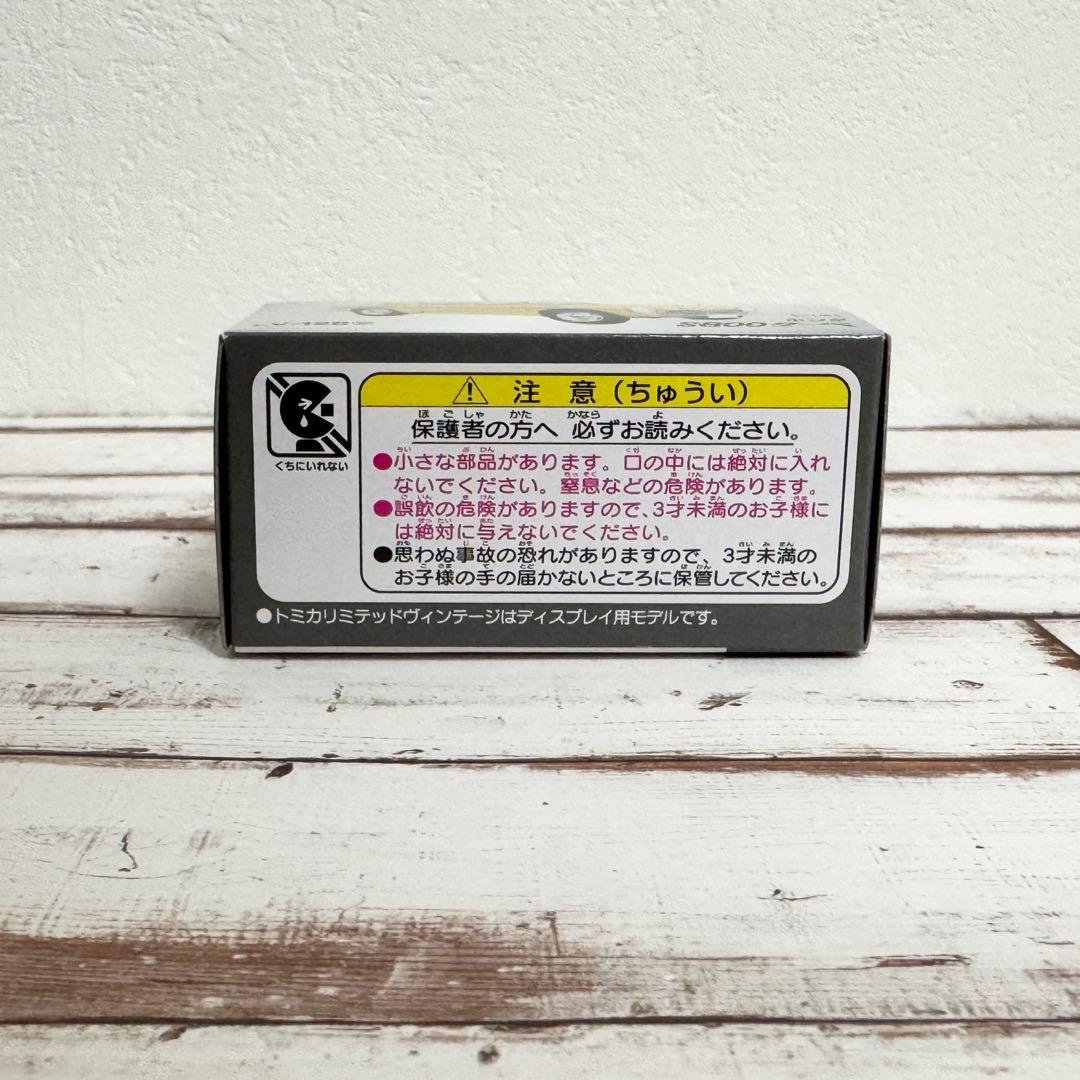 注 意（ちゅうい）
保護者の方へ 必ずお読みください。
●小さな部品があります。口の中には絶対に入れ
ないでください。窒息などの危険があります。
●誤飲の危険がありますので、3才未満のお子様に
は絶対に与えないでください。
●思わぬ事故の恐れがありますので、3才未満の
お子様の手の届かないところに保管してください。
くちにいれない
●トミカリミテッドヴィンテージはディスプレイ用モデルです。